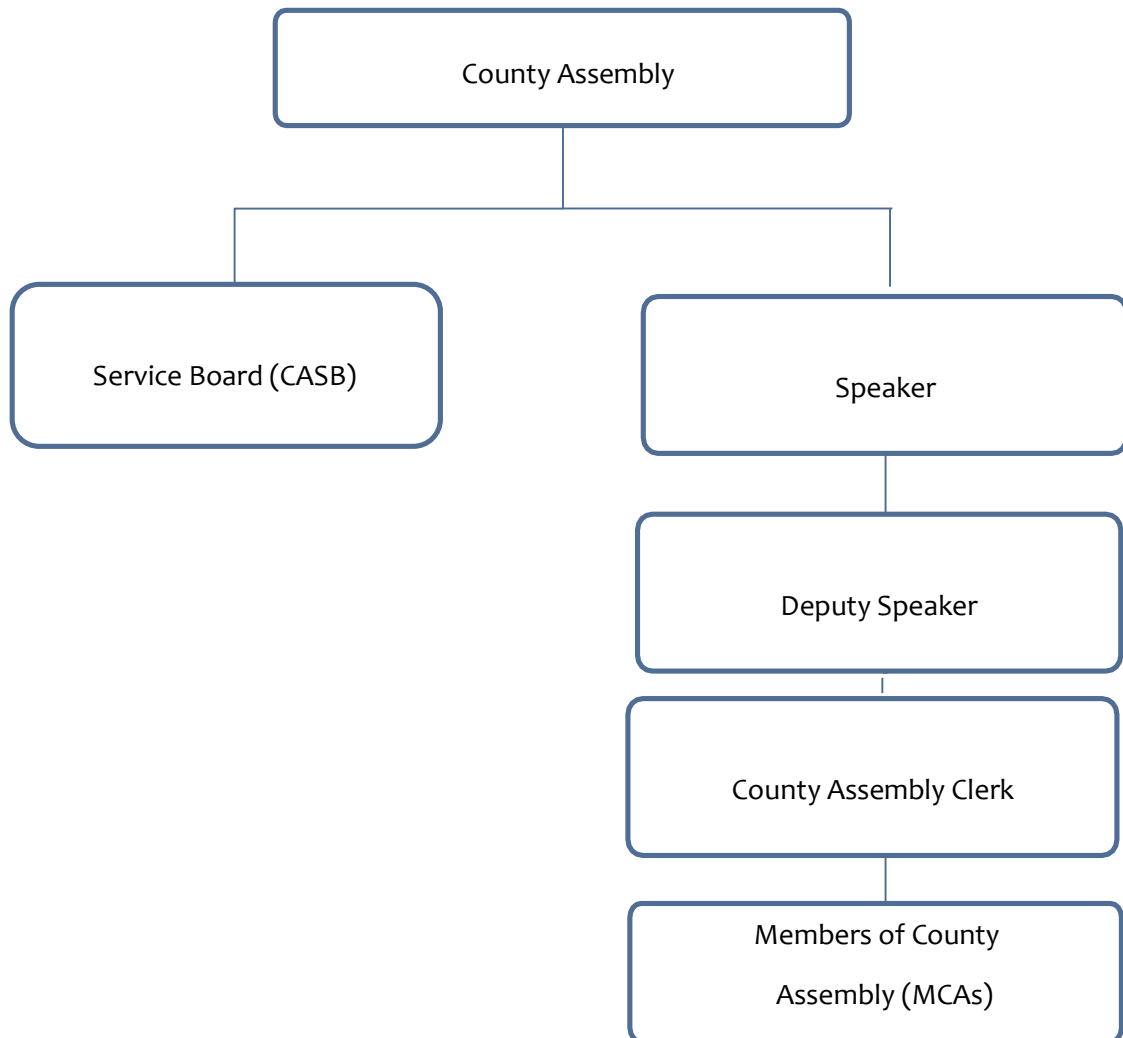 County Assembly
Service Board (CASB)
Speaker
Deputy Speaker
County Assembly Clerk
Members of County
Assembly (MCAs)